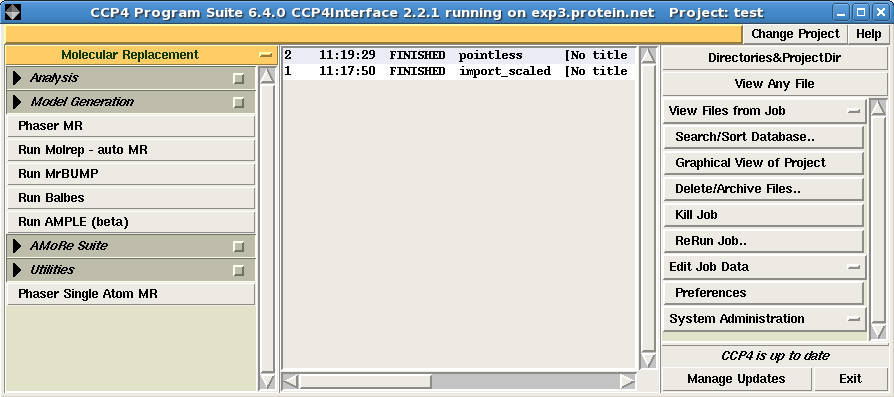 CCP4 Program Suite 6.4.0 CCP4Interface 2.2.1 running on exp3.protein.net Project: test
Change Project Help
Molecular Replacement
Analysis
Model Generation
Phaser MR
Run Molrep - auto MR
Run MrBUMP
Run Balbes
Run AMPLE (beta)
AMoRe Suite
Utilities
Phaser Single Atom MR
2 11:19:29 FINISHED pointless [No title
1 11:17:50 FINISHED import_scaled [No title
Directories&ProjectDir
View Any File
View Files from Job
Search/Sort Database..
Graphical View of Project
Delete/Archive Files..
Kill Job
ReRun Job..
Edit Job Data
Preferences
System Administration
CCP4 is up to date
Manage Updates Exit